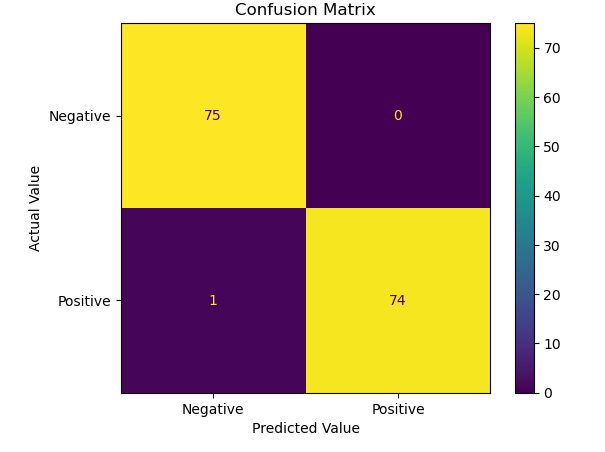 Confusion Matrix
Negative
75
0
Positive
1
74
Negative
Positive
Predicted Value
Actual Value
70
60
50
40
30
20
10
0